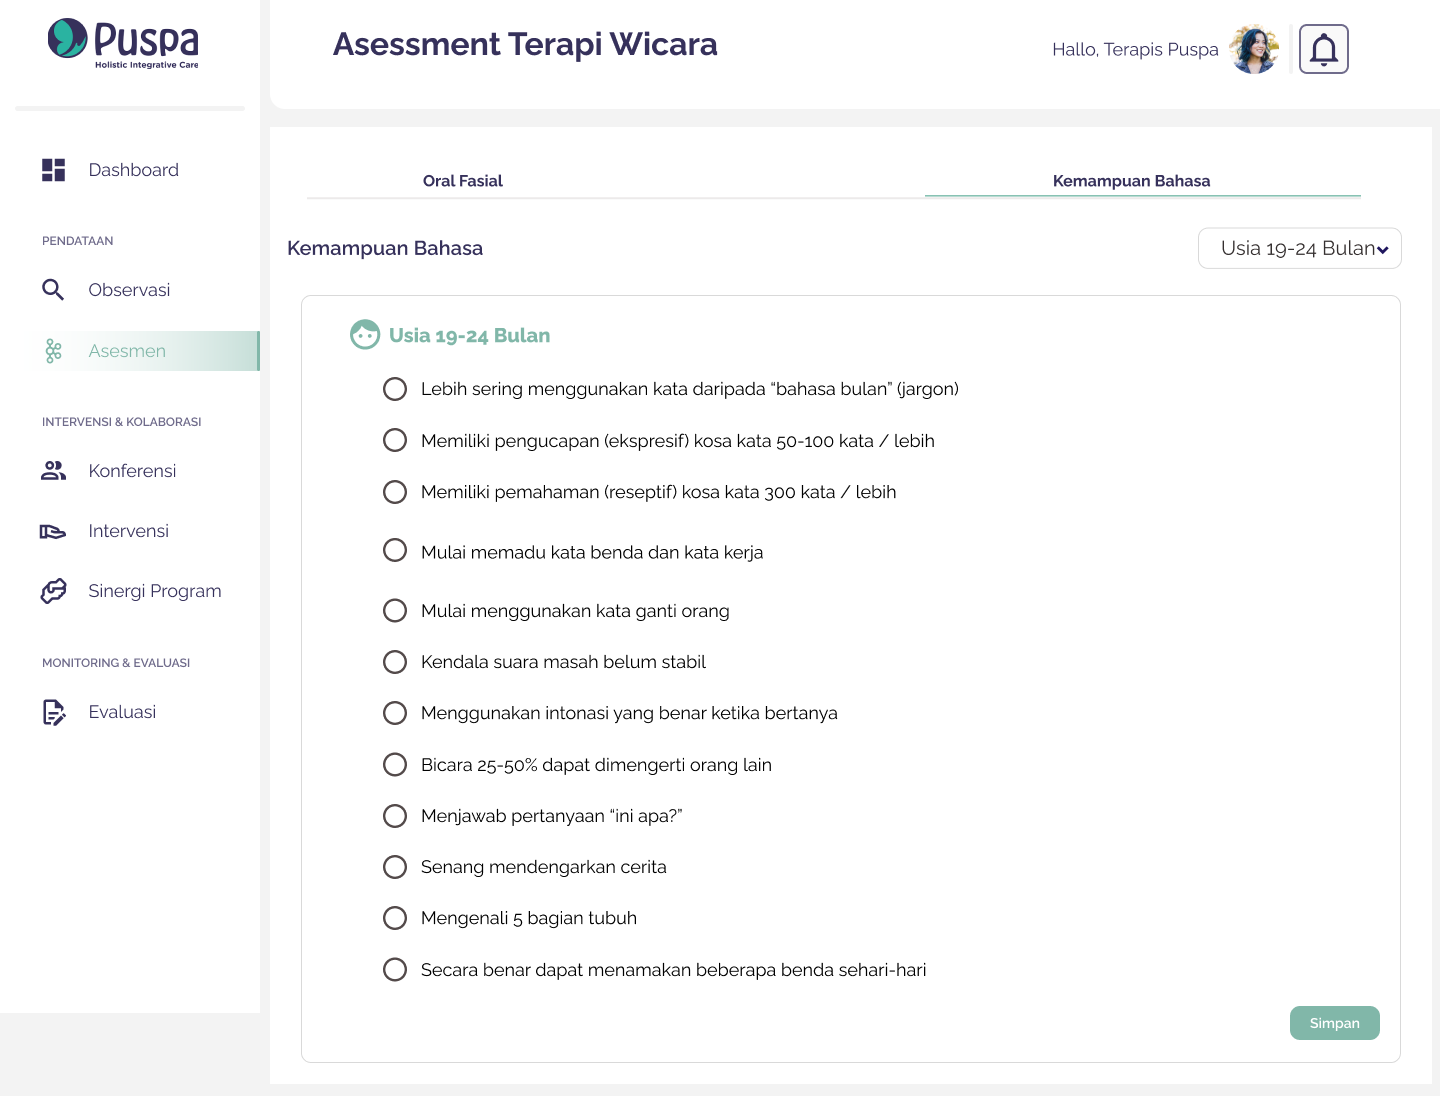 Puspa
Holistic Integrative Care
Asessment Terapi Wicara
Hallo, Terapis Puspa
Dashboard
PENDATAAN
Observasi
Asesmen
INTERVENSI & KOLABORASI
Konferensi
Intervensi
Sinergi Program
MONITORING & EVALUASI
Evaluasi
Oral Fasial
Kemampuan Bahasa
Kemampuan Bahasa
Usia 19-24 Bulan
Usia 19-24 Bulan
Lebih sering menggunakan kata daripada “bahasa bulan” (jargon)
Memiliki pengucapan (ekspresif) kosa kata 50-100 kata / lebih
Memiliki pemahaman (reseptif) kosa kata 300 kata / lebih
Mulai memadu kata benda dan kata kerja
Mulai menggunakan kata ganti orang
Kendala suara masah belum stabil
Menggunakan intonasi yang benar ketika bertanya
Bicara 25-50% dapat dimengerti orang lain
Menjawab pertanyaan “ini apa?”
Senang mendengarkan cerita
Mengenali 5 bagian tubuh
Secara benar dapat menamakan beberapa benda sehari-hari
Simpan